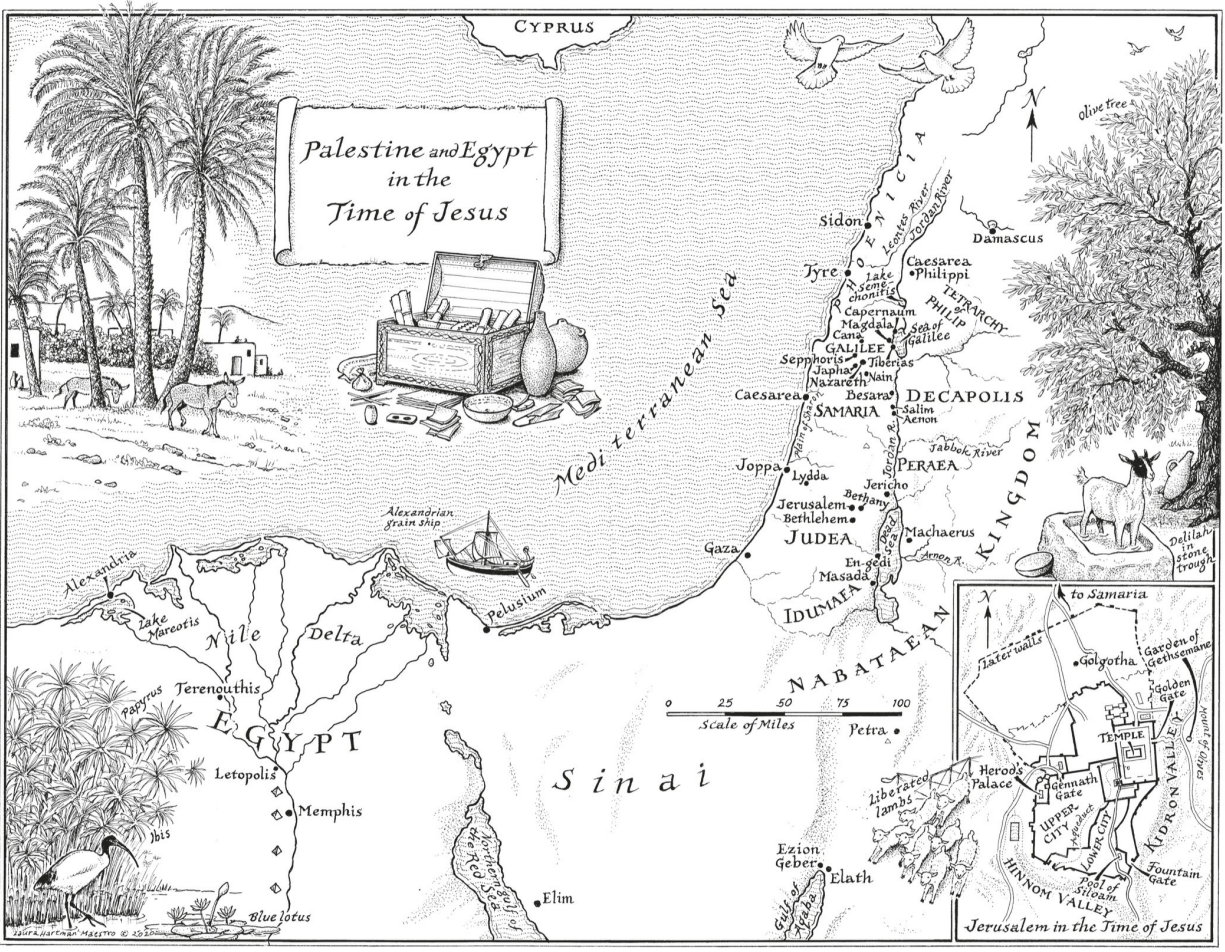 CYPRUS
Palestine and Egypt
in the
Time of Jesus
N
Olive tree
PHOENICIA
Leontes River
Jordan River
Sidon
Damascus
Tyre
Caesarea
Philippi
Lake
Seme-
chonitis
TETRARCHY
of
PHILIP
Capernaum
Magdala
Cana
Sea of
Galilee
GALILEE
Sepphoris
Tiberias
Japha
Nain
Nazareth
Mediterranean Sea
Caesarea
Besara
DECAPOLIS
Plain of Sharon
SAMARIA
Salim
Aenon
Jordan R.
Jabbok River
Joppa
Lydda
PERAEA
Jericho
Jerusalem
Bethany
Bethlehem
JUDEA
Dead
Sea
Machaerus
Gaza
Arnon R.
En-gedi
Masada
IDUMAEA
NABATAEAN KINGDOM
Delilah
in
stone
trough
Alexandrian
grain ship
Alexandria
Lake
Mareotis
Nile Delta
Pelusium
Papyrus
Terenouthis
EGYPT
Letopolis
Memphis
Ibis
Blue lotus
Laura Hartman Maestro © 2020
0 25 50 75 100
Scale of Miles
Petra
Sinai
Northern gulf of
the Red Sea
Elim
Ezion
Geber
Elath
Gulf of
Aqaba
Liberated
lambs
N
to Samaria
Later walls
Golgotha
Garden of
Gethsemane
Golden
Gate
TEMPLE
Mount of Olives
Herod's
Palace
Gennath
Gate
UPPER
CITY
Aqueduct
LOWER CITY
KIDRON VALLEY
HINNOM VALLEY
Pool of
Siloam
Fountain
Gate
Jerusalem in the Time of Jesus